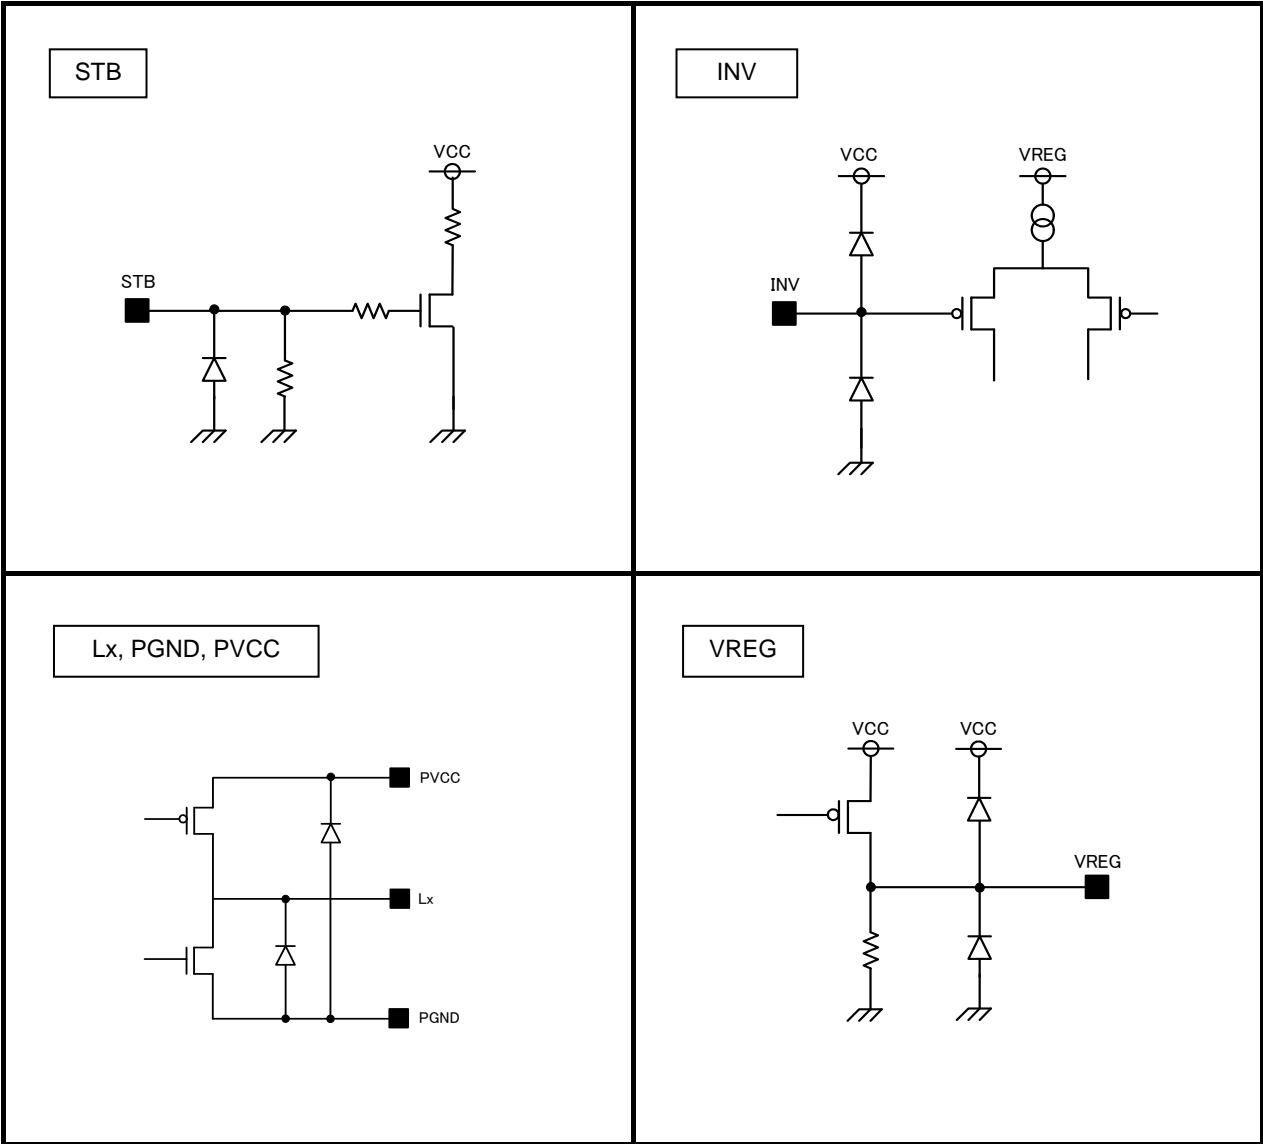 STB
VCC
STB
INV
VCC
VREG
INV
Lx, PGND, PVCC
PVCC
Lx
PGND
VREG
VCC
VCC
VREG